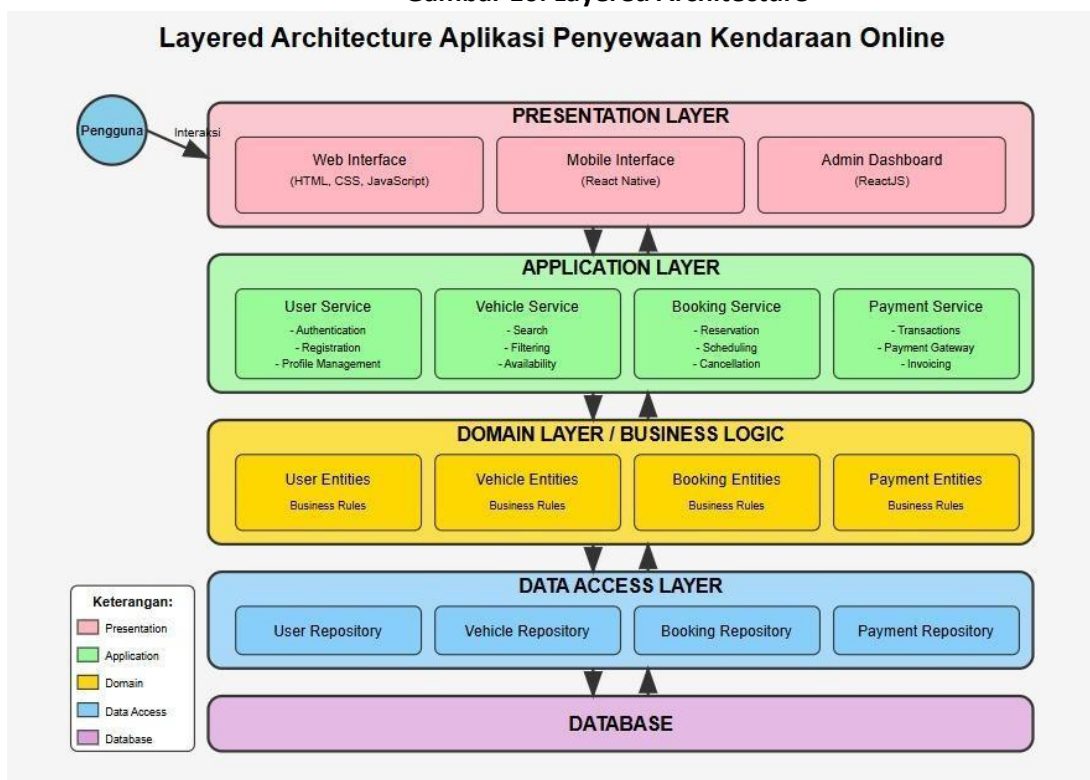 Layered Architecture Aplikasi Penyewaan Kendaraan Online
Pengguna
Interaksi
PRESENTATION LAYER
Web Interface
(HTML, CSS, JavaScript)
Mobile Interface
(React Native)
Admin Dashboard
(ReactJS)
APPLICATION LAYER
User Service
- Authentication
- Registration
- Profile Management
Vehicle Service
- Search
- Filtering
- Availability
Booking Service
- Reservation
- Scheduling
- Cancellation
Payment Service
- Transactions
- Payment Gateway
- Invoicing
DOMAIN LAYER / BUSINESS LOGIC
User Entities
Business Rules
Vehicle Entities
Business Rules
Booking Entities
Business Rules
Payment Entities
Business Rules
DATA ACCESS LAYER
User Repository
Vehicle Repository
Booking Repository
Payment Repository
DATABASE
Keterangan:
Presentation
Application
Domain
Data Access
Database